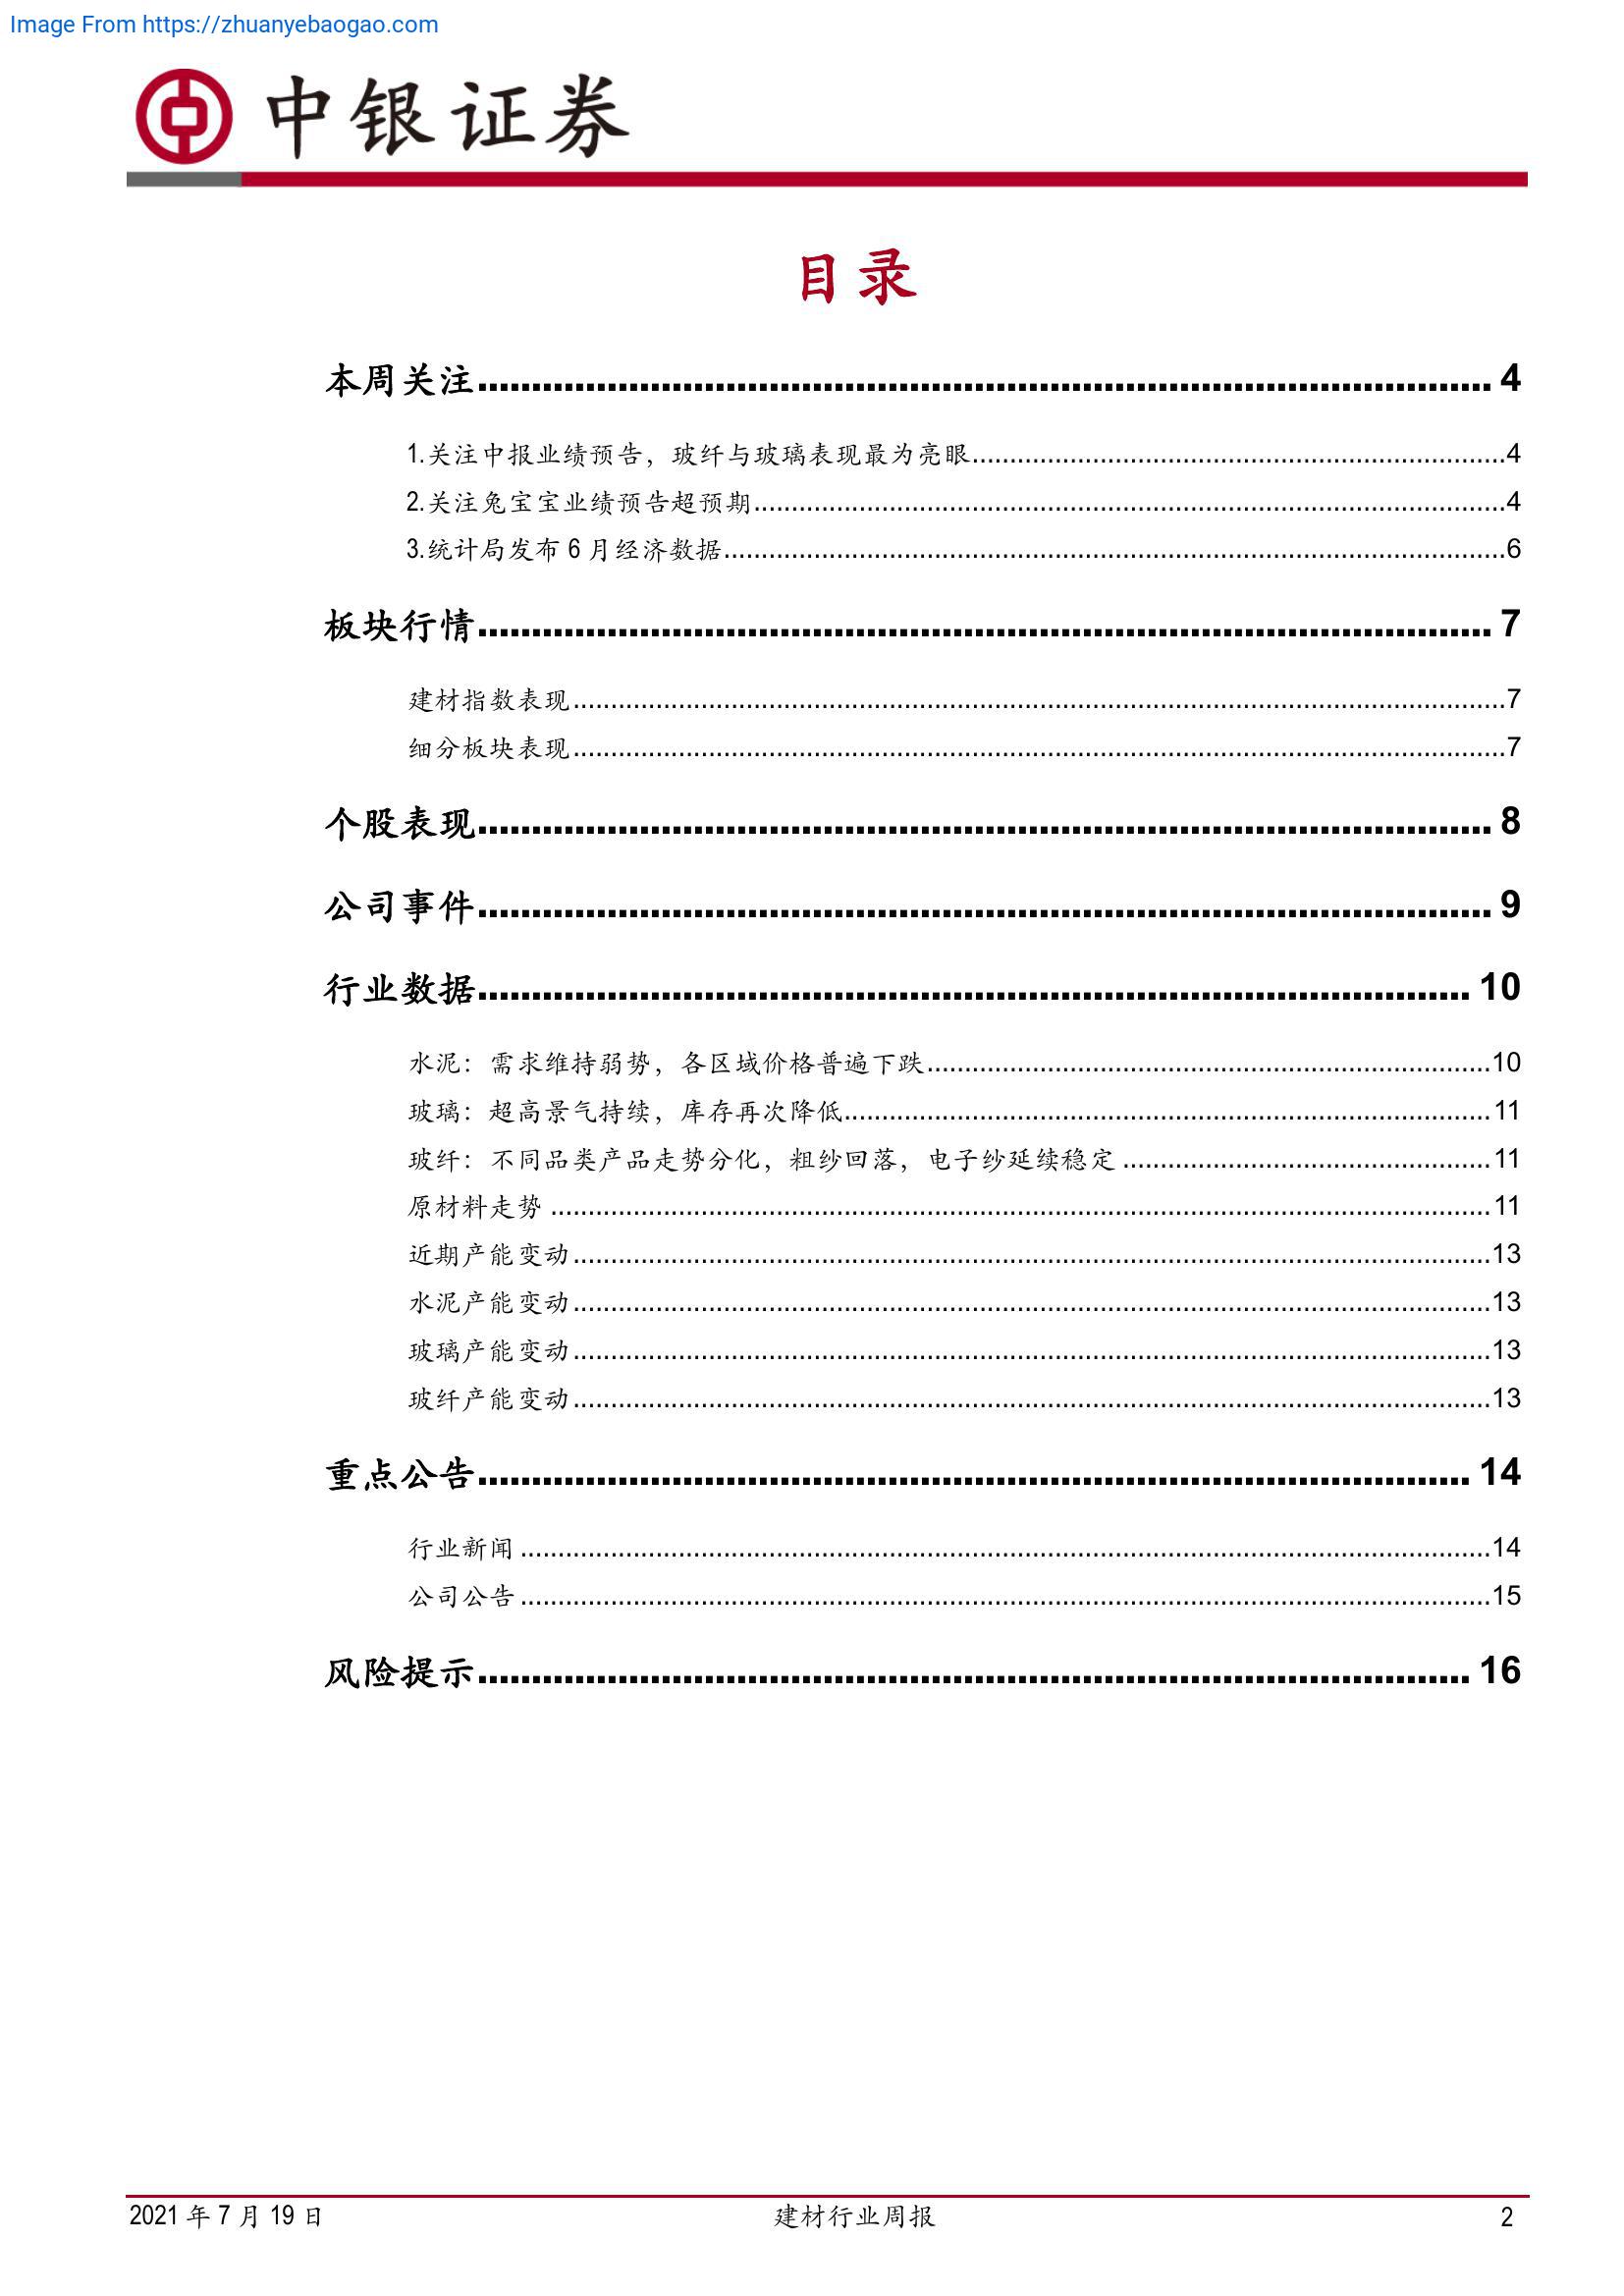 Image From https://zhuanyebaogao.com
中银证券
目录
本周关注........................ 4
1.关注中报业绩预告，玻纤与玻璃表现最为亮眼........................4
2.关注兔宝宝业绩预告超预期........................4
3.统计局发布 6 月经济数据........................6
板块行情........................ 7
建材指数表现........................7
细分板块表现........................7
个股表现........................ 8
公司事件........................ 9
行业数据........................ 10
水泥：需求维持弱势，各区域价格普遍下跌........................10
玻璃：超高景气持续，库存再次降低........................11
玻纤：不同品类产品走势分化，粗纱回落，电子纱延续稳定........................11
原材料走势........................11
近期产能变动........................13
水泥产能变动........................13
玻璃产能变动........................13
玻纤产能变动........................13
重点公告........................ 14
行业新闻........................14
公司公告........................15
风险提示........................ 16
2021 年 7 月 19 日 建材行业周报 2